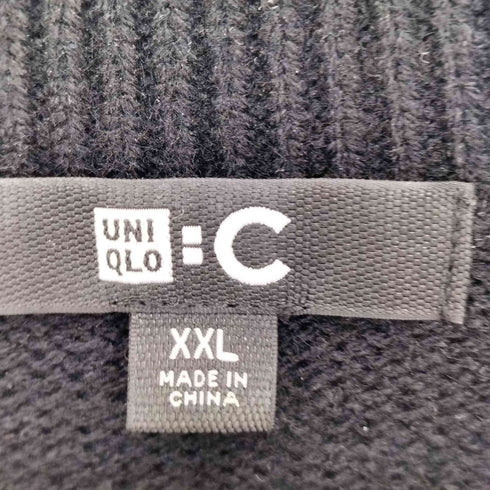 UNI
QLO : C
XXL
MADE IN
CHINA